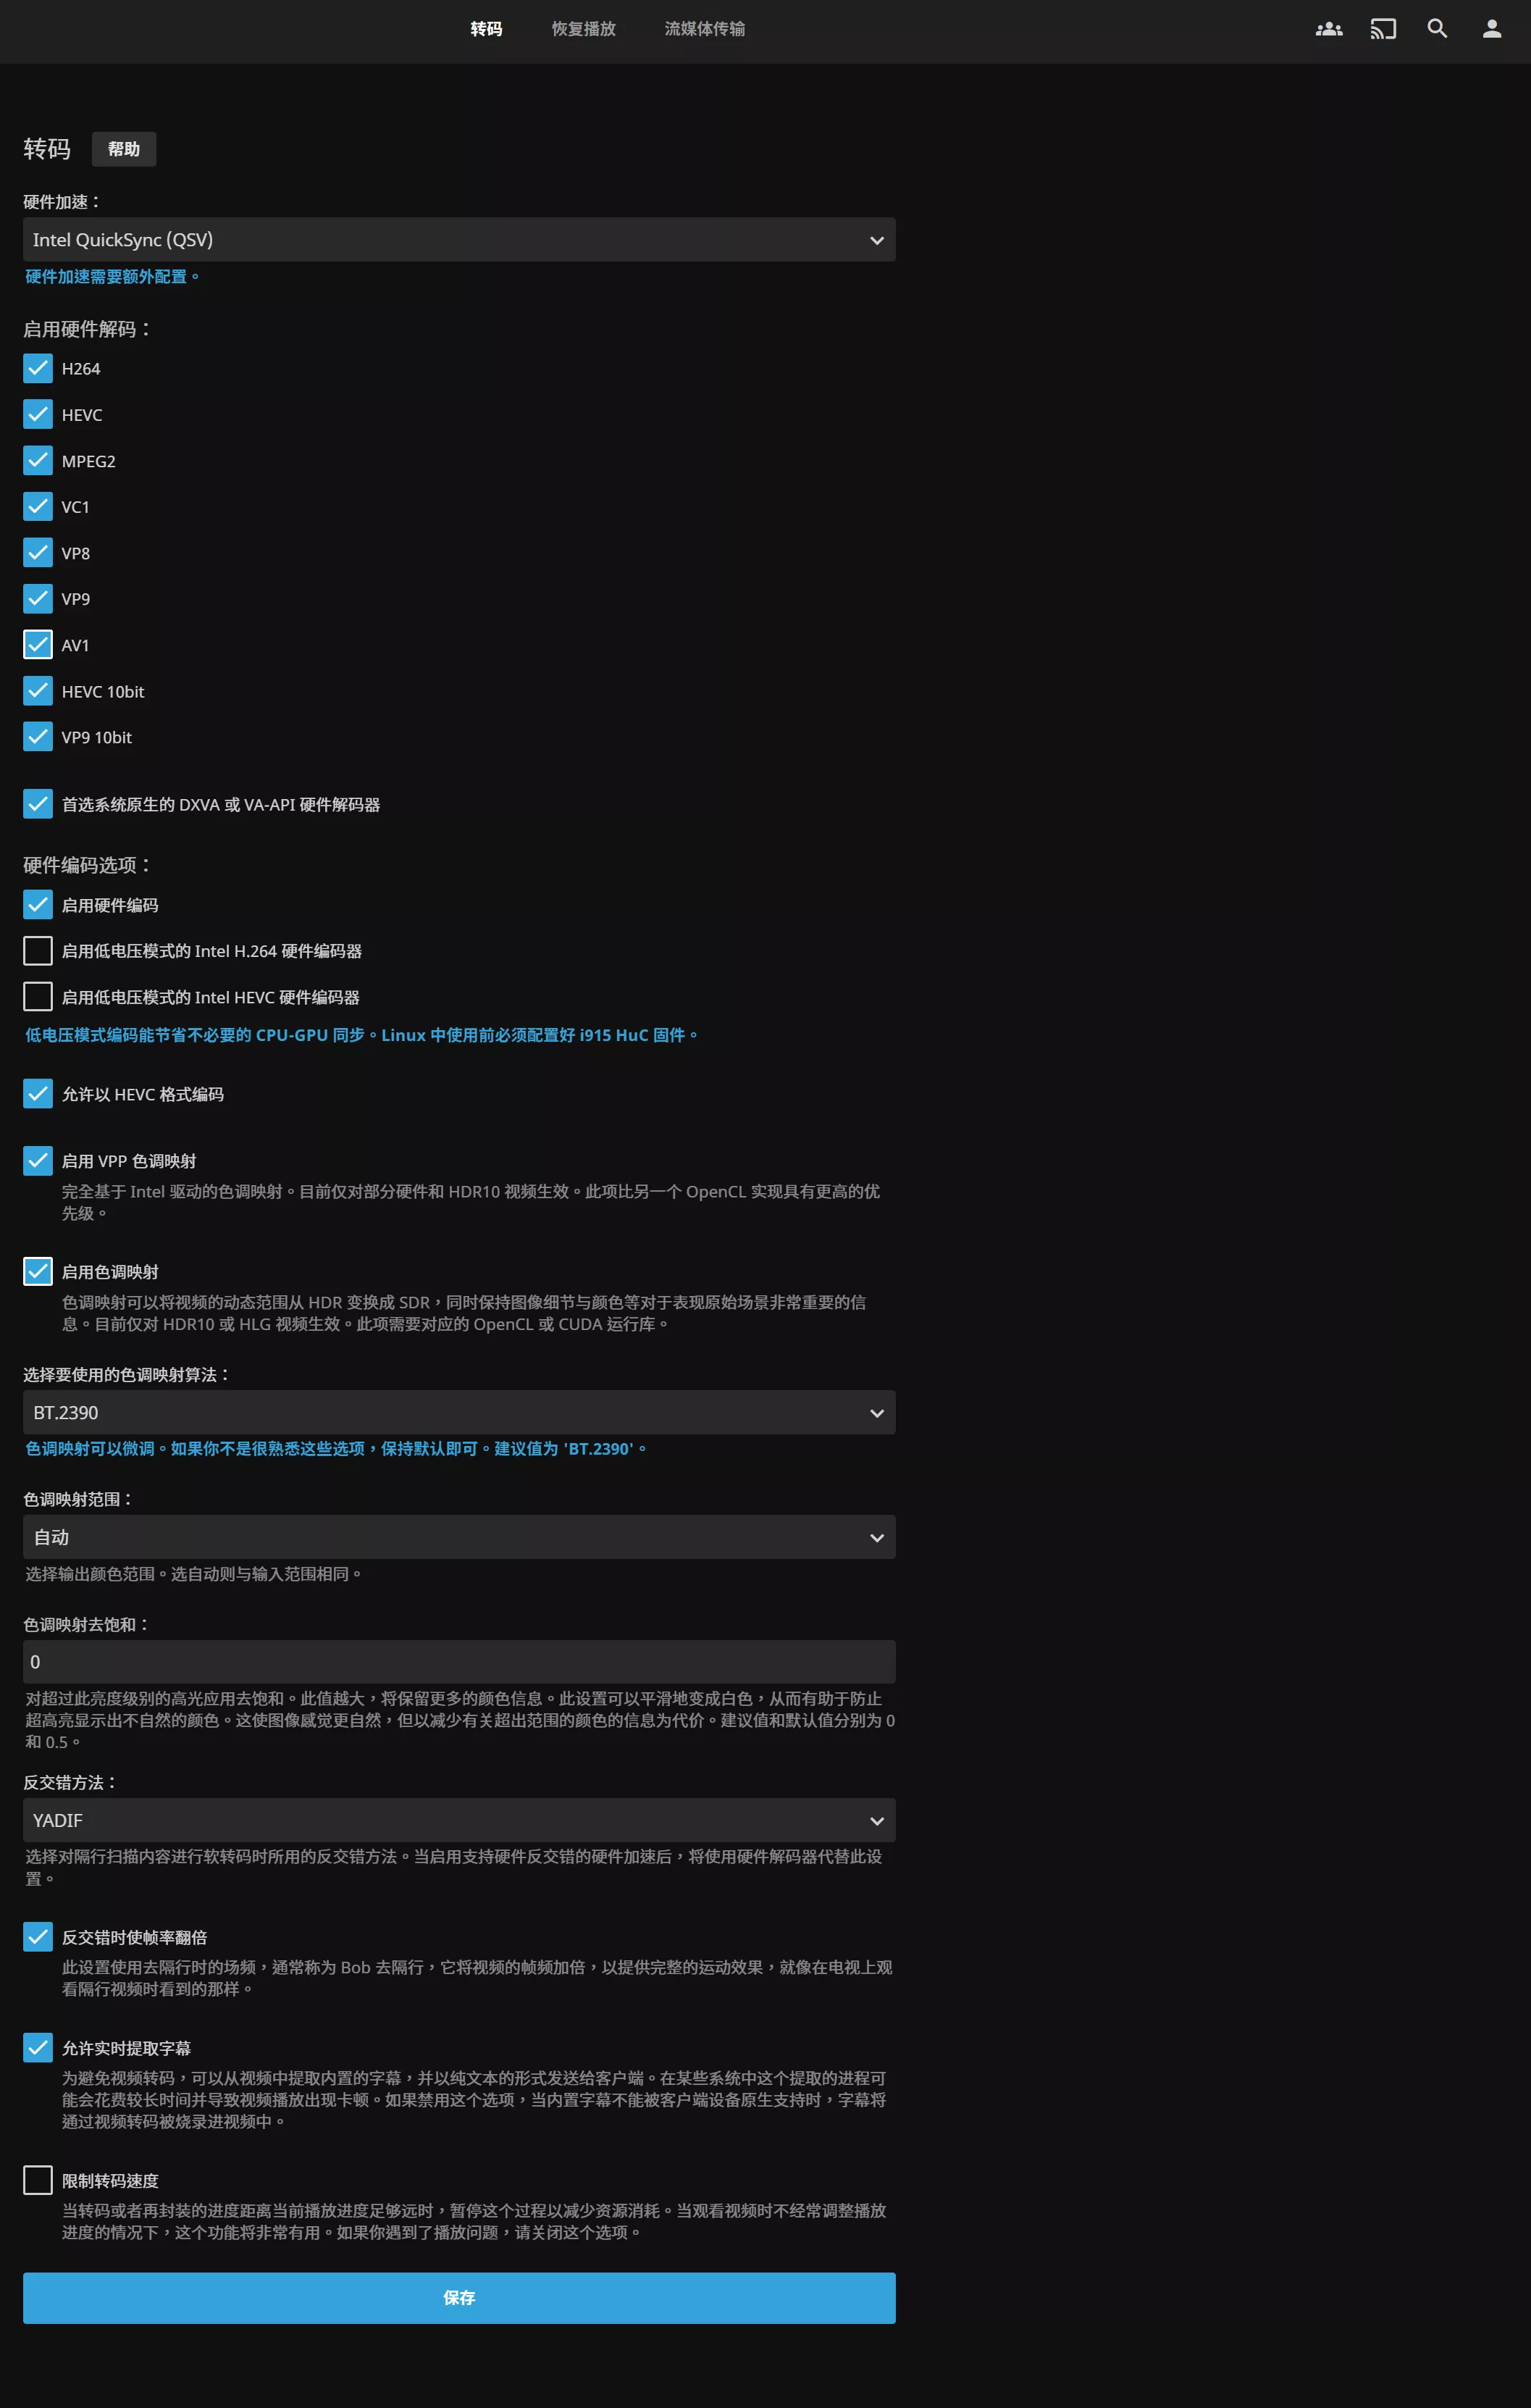 转码 恢复播放 流媒体传输
转码 帮助
硬件加速：
Intel QuickSync (QSV)
硬件加速需要额外配置。
启用硬件解码：
H264
HEVC
MPEG2
VC1
VP8
VP9
AV1
HEVC 10bit
VP9 10bit
首选系统原生的 DXVA 或 VA-API 硬件解码器
硬件编码选项：
启用硬件编码
启用低电压模式的 Intel H.264 硬件编码器
启用低电压模式的 Intel HEVC 硬件编码器
低电压模式编码能节省不必要的 CPU-GPU 同步。Linux 中使用前必须配置好 i915 HuC 固件。
允许以 HEVC 格式编码
启用 VPP 色调映射
完全基于 Intel 驱动的色调映射。目前仅对部分硬件和 HDR10 视频生效。此项比另一个 OpenCL 实现具有更高的优
先级。
启用色调映射
色调映射可以将视频的动态范围从 HDR 变换成 SDR，同时保持图像细节与颜色等对于表现原始场景非常重要的信
息。目前仅对 HDR10 或 HLG 视频生效。此项需要对应的 OpenCL 或 CUDA 运行库。
选择要使用的色调映射算法：
BT.2390
色调映射可以微调。如果你不是很熟悉这些选项，保持默认即可。建议值为 'BT.2390'。
色调映射范围：
自动
选择输出颜色范围。选自动则与输入范围相同。
色调映射去饱和：
0
对超过此亮度级别的高光应用去饱和。此值越大，将保留更多的颜色信息。此设置可以平滑地变成白色，从而有助于防止
超高亮显示出不自然的颜色。这使图像感觉更自然，但以减少有关超出范围的颜色的信息为代价。建议值和默认值分别为 0
和 0.5。
反交错方法：
YADIF
选择对隔行扫描内容进行软转码时所用的反交错方法。当启用支持硬件反交错的硬件加速后，将使用硬件解码器代替此设
置。
反交错时使帧率翻倍
此设置使用去隔行时的场频，通常称为 Bob 去隔行，它将视频的帧频加倍，以提供完整的运动效果，就像在电视上观
看隔行视频时看到的那样。
允许实时提取字幕
为避免视频转码，可以从视频中提取内置的字幕，并以纯文本的形式发送给客户端。在某些系统中这个提取的进程可
能会花费较长时间并导致视频播放出现卡顿。如果禁用这个选项，当内置字幕不能被客户端设备原生支持时，字幕将
通过视频转码被烧录进视频中。
限制转码速度
当转码或者再封装的进度距离当前播放进度足够远时，暂停这个过程以减少资源消耗。当观看视频时不经常调整播放
进度的情况下，这个功能将非常有用。如果你遇到了播放问题，请关闭这个选项。
保存